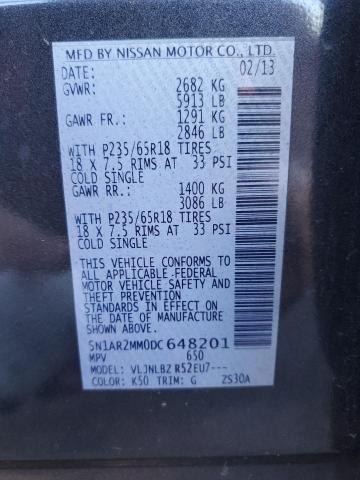 MFD BY NISSAN MOTOR CO., LTD.
DATE: 02/13
GVWR: 2682 KG
5913 LB
GAWR FR.: 1291 KG
2846 LB
WITH P235/65R18 TIRES
18 X 7.5 RIMS AT 33 PSI
COLD SINGLE
GAWR RR.: 1400 KG
3086 LB
WITH P235/65R18 TIRES
18 X 7.5 RIMS AT 33 PSI
COLD SINGLE
THIS VEHICLE CONFORMS TO
ALL APPLICABLE FEDERAL
MOTOR VEHICLE SAFETY AND
THEFT PREVENTION
STANDARDS IN EFFECT ON
THE DATE OF MANUFACTURE
SHOWN ABOVE.
5N1AR2MM0DC648201
MPV 650
MODEL: VLJNLBZ R52EU7---
COLOR: K50 TRIM: G ZS30A